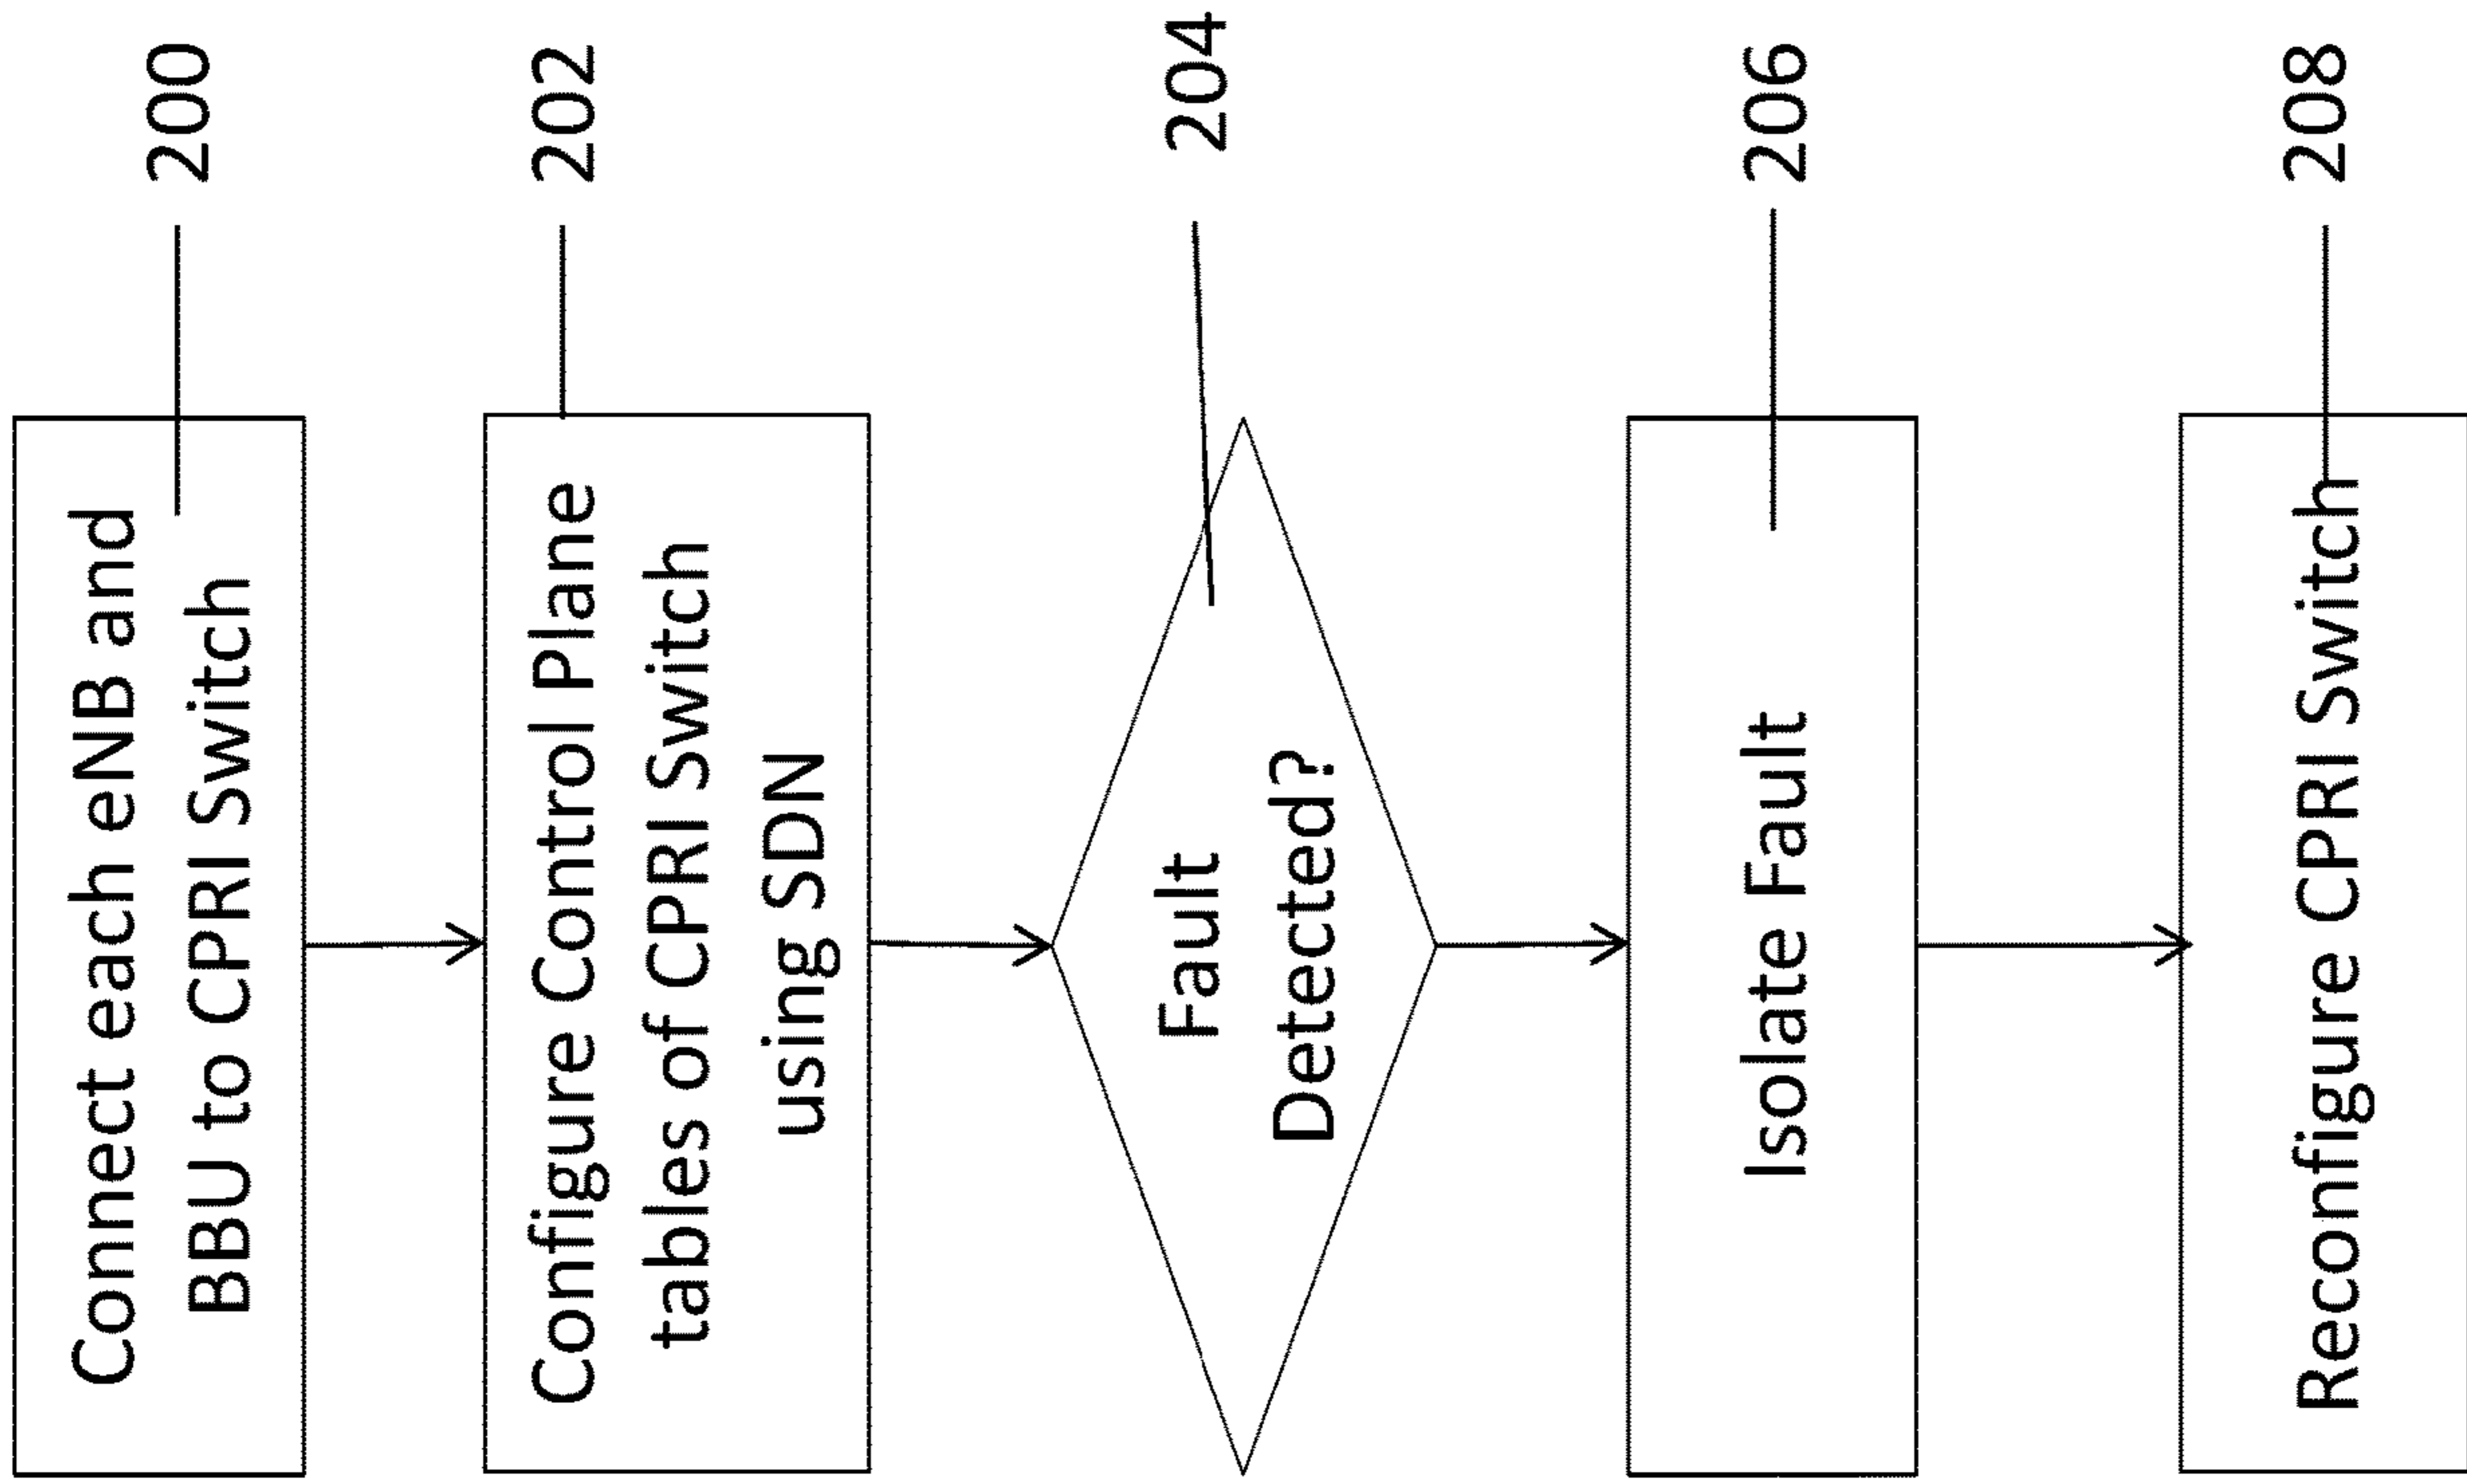 Connect each eNB and
BBU to CPRI Switch
200
Configure Control Plane
tables of CPRI Switch
using SDN
202
Fault
Detected?
204
Isolate Fault
206
Reconfigure CPRI Switch
208